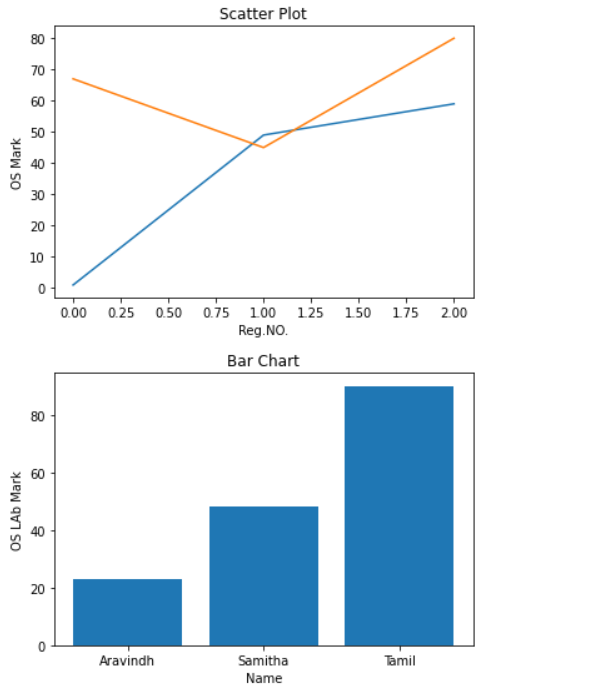 Scatter Plot
80
70
60
50
40
30
20
10
0
OS Mark
0.00 0.25 0.50 0.75 1.00 1.25 1.50 1.75 2.00
Reg.NO.
Bar Chart
80
60
40
20
0
OS LAb Mark
Aravindh Samitha Tamil
Name